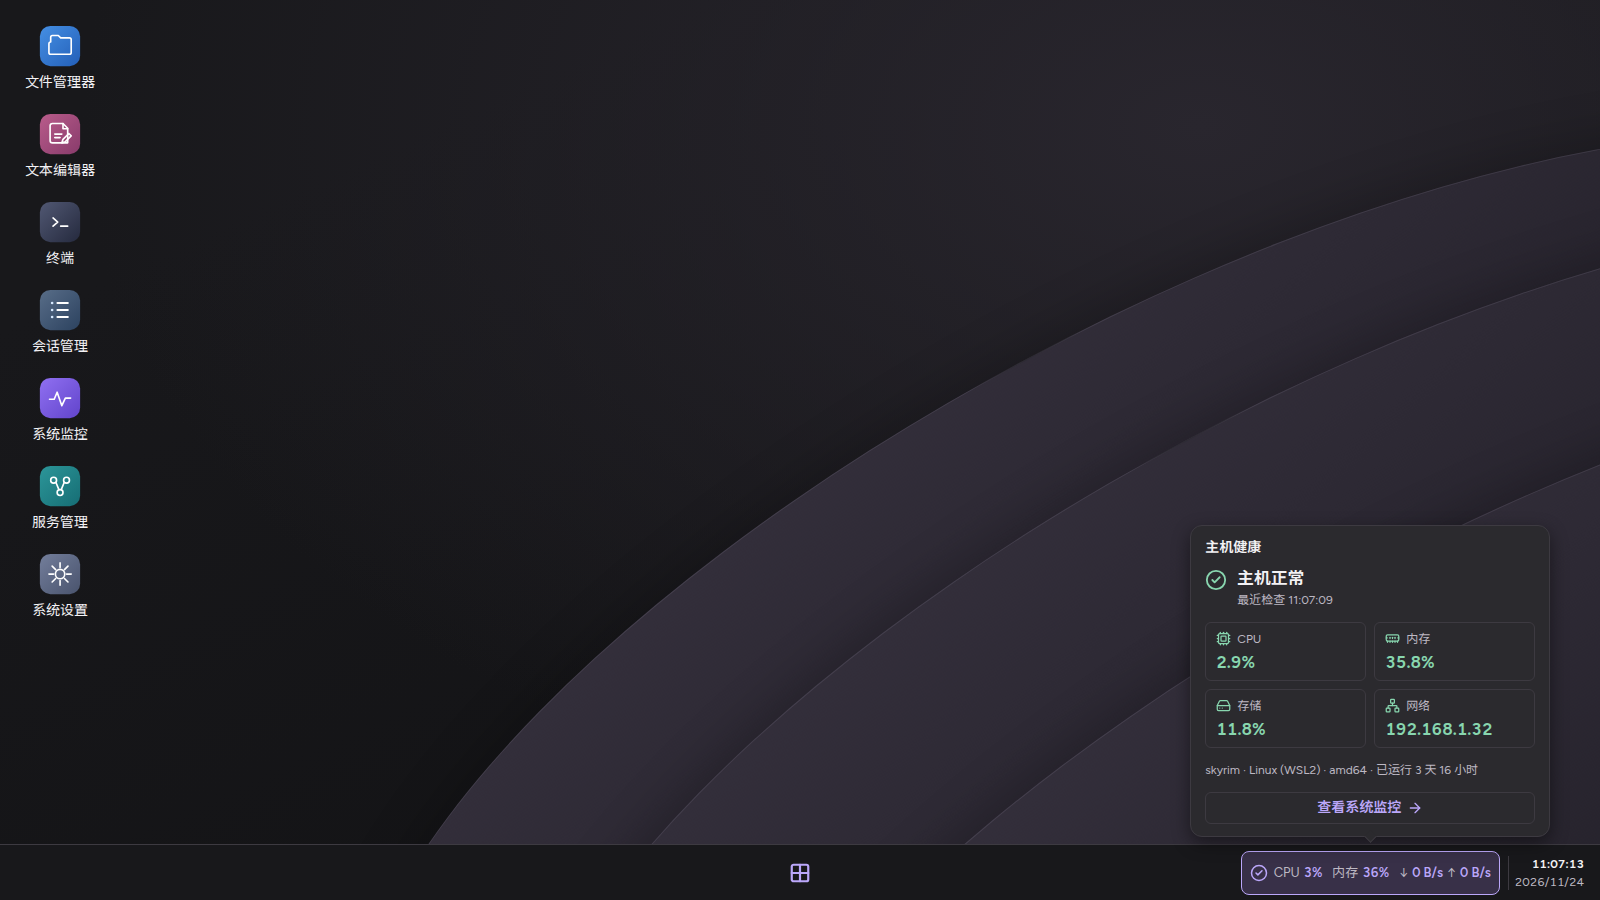 文件管理器
文本编辑器
终端
会话管理
系统监控
服务管理
系统设置
主机健康
主机正常
最近检查 11:07:09
CPU
2.9%
内存
35.8%
存储
11.8%
网络
192.168.1.32
skyrim · Linux (WSL2) · amd64 · 已运行 3 天 16 小时
查看系统监控 →
CPU 3% 内存 36% ↓ 0 B/s ↑ 0 B/s
11:07:13
2026/11/24